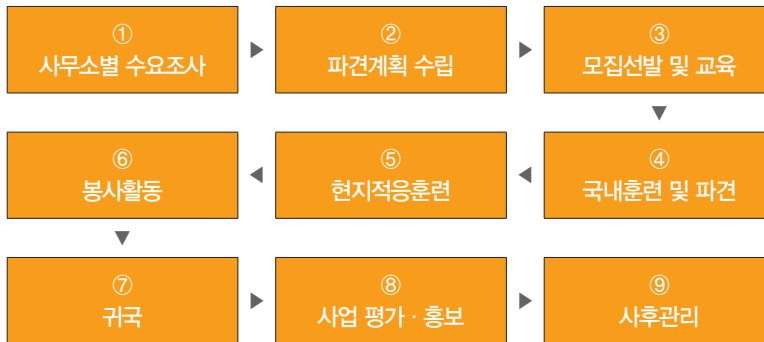 ①
사무소별 수요조사
②
파견계획 수립
③
모집선발 및 교육
④
국내훈련 및 파견
⑤
현지적응훈련
⑥
봉사활동
⑦
귀국
⑧
사업 평가 · 홍보
⑨
사후관리